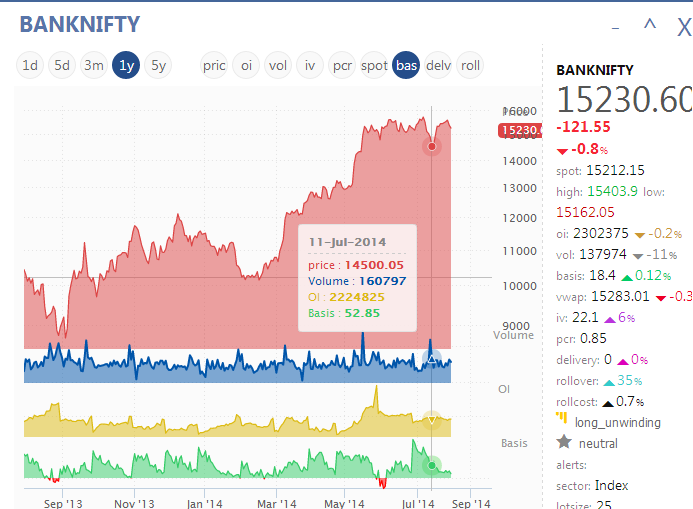 BANKNIFTY
1d 5d 3m 1y 5y pric oi vol iv pcr spot bas delv roll
16000
15230.
14000
13000
12000
11000
10000
9000
Volume
OI
Basis
11-Jul-2014
price : 14500.05
Volume : 160797
OI : 2224825
Basis : 52.85
Sep '13 Nov '13 Jan '14 Mar '14 May '14 Jul '14 Sep '14
BANKNIFTY
15230.60
-121.55
-0.8%
spot: 15212.15
high: 15403.9 low:
15162.05
oi: 2302375 -0.2%
vol: 137974 -11%
basis: 18.4 0.12%
vwap: 15283.01 -0.3
iv: 22.1 6%
pcr: 0.85
delivery: 0 0%
rollover: 35%
rollcost: 0.7%
long_unwinding
neutral
alerts:
sector: Index
lotsize: 25